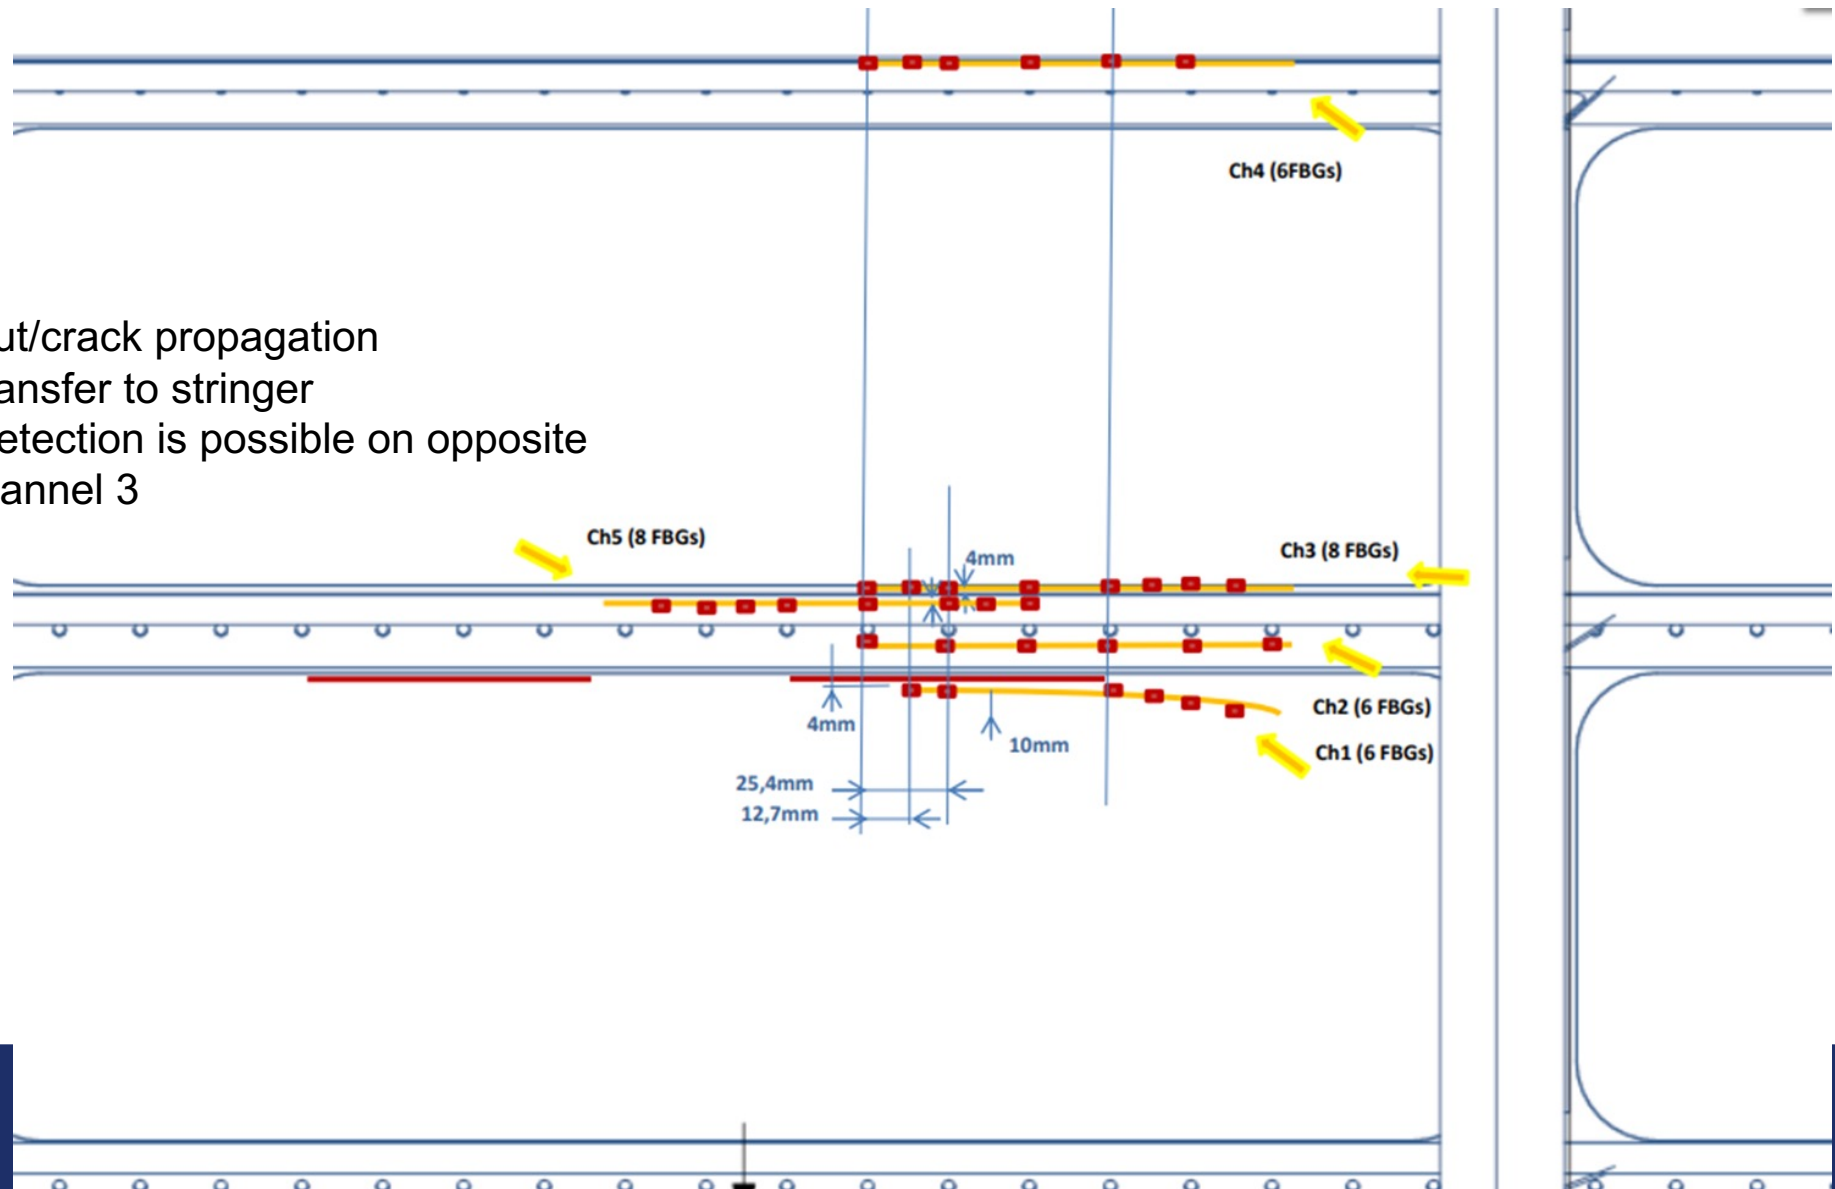 Ch4 (6FBGs)
ut/crack propagation
ansfer to stringer
etection is possible on opposite
annel 3
Ch5 (8 FBGs)
4mm
Ch3 (8 FBGs)
4mm
10mm
Ch2 (6 FBGs)
Ch1 (6 FBGs)
25,4mm
12,7mm